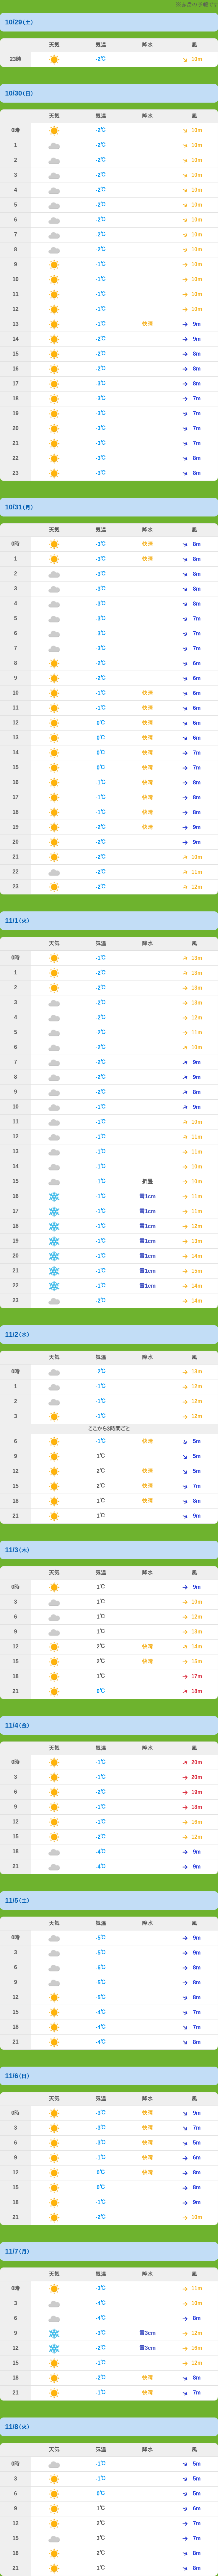 10/29(土)
天気 気温 降水 風
23時 -2℃ 10m
10/30(日)
天気 気温 降水 風
0時 -2℃ 10m
1 -2℃ 10m
2 -2℃ 10m
3 -2℃ 10m
4 -2℃ 10m
5 -2℃ 10m
6 -2℃ 10m
7 -2℃ 10m
8 -2℃ 10m
9 -1℃ 10m
10 -1℃ 10m
11 -1℃ 10m
12 -1℃ 10m
13 -1℃ 快晴 9m
14 -2℃ 9m
15 -2℃ 8m
16 -2℃ 8m
17 -3℃ 8m
18 -3℃ 7m
19 -3℃ 7m
20 -3℃ 7m
21 -3℃ 7m
22 -3℃ 8m
23 -3℃ 8m
10/31(月)
天気 気温 降水 風
0時 -3℃ 快晴 8m
1 -3℃ 快晴 8m
2 -3℃ 8m
3 -3℃ 8m
4 -3℃ 8m
5 -3℃ 7m
6 -3℃ 7m
7 -3℃ 7m
8 -2℃ 6m
9 -2℃ 6m
10 -1℃ 快晴 6m
11 -1℃ 快晴 6m
12 0℃ 快晴 6m
13 0℃ 快晴 6m
14 0℃ 快晴 7m
15 0℃ 快晴 7m
16 -1℃ 快晴 8m
17 -1℃ 快晴 8m
18 -1℃ 快晴 8m
19 -2℃ 快晴 9m
20 -2℃ 9m
21 -2℃ 10m
22 -2℃ 11m
23 -2℃ 12m
11/1(火)
天気 気温 降水 風
0時 -1℃ 13m
1 -2℃ 13m
2 -2℃ 13m
3 -2℃ 13m
4 -2℃ 12m
5 -2℃ 11m
6 -2℃ 10m
7 -2℃ 9m
8 -2℃ 9m
9 -2℃ 8m
10 -1℃ 9m
11 -1℃ 10m
12 -1℃ 11m
13 -1℃ 11m
14 -1℃ 10m
15 -1℃ 10m
16 -1℃ 雪1cm 11m
17 -1℃ 雪1cm 11m
18 -1℃ 雪1cm 12m
19 -1℃ 雪1cm 13m
20 -1℃ 雪1cm 14m
21 -1℃ 雪1cm 15m
22 -1℃ 雪1cm 14m
23 -2℃ 14m
11/2(水)
天気 気温 降水 風
0時 -2℃ 13m
1 -1℃ 12m
2 -1℃ 12m
3 -1℃ 12m
ここから3時間ごと
6 -1℃ 快晴 5m
9 1℃ 5m
12 2℃ 快晴 5m
15 2℃ 快晴 7m
18 1℃ 快晴 8m
21 1℃ 9m
11/3(木)
天気 気温 降水 風
0時 1℃ 9m
3 1℃ 10m
6 1℃ 12m
9 1℃ 13m
12 2℃ 快晴 14m
15 2℃ 快晴 15m
18 1℃ 17m
21 0℃ 18m
11/4(金)
天気 気温 降水 風
0時 -1℃ 20m
3 -1℃ 20m
6 -2℃ 19m
9 -1℃ 18m
12 -1℃ 16m
15 -2℃ 12m
18 -4℃ 9m
21 -4℃ 9m
11/5(土)
天気 気温 降水 風
0時 -5℃ 9m
3 -5℃ 9m
6 -6℃ 8m
9 -5℃ 8m
12 -5℃ 8m
15 -4℃ 7m
18 -4℃ 7m
21 -4℃ 8m
11/6(日)
天気 気温 降水 風
0時 -3℃ 快晴 9m
3 -3℃ 快晴 7m
6 -3℃ 快晴 5m
9 -1℃ 快晴 6m
12 0℃ 快晴 8m
15 0℃ 8m
18 -1℃ 9m
21 -2℃ 10m
11/7(月)
天気 気温 降水 風
0時 -3℃ 11m
3 -4℃ 10m
6 -4℃ 8m
9 -3℃ 雪3cm 12m
12 -2℃ 雪3cm 16m
15 -1℃ 12m
18 -2℃ 快晴 8m
21 -1℃ 快晴 7m
11/8(火)
天気 気温 降水 風
0時 -1℃ 5m
3 -1℃ 5m
6 0℃ 5m
9 1℃ 6m
12 2℃ 7m
15 3℃ 7m
18 2℃ 8m
21 1℃ 8m